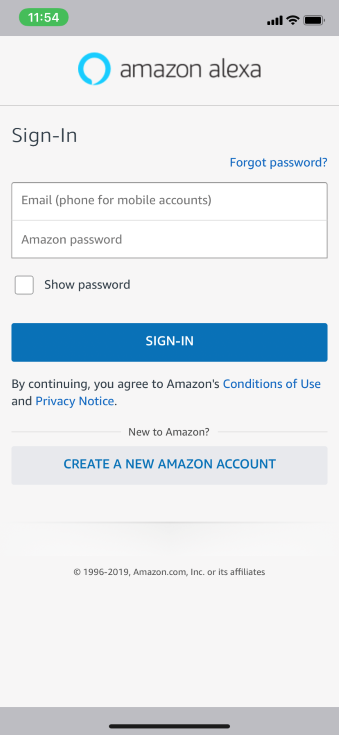 11:54
amazon alexa
Sign-In
Forgot password?
Email (phone for mobile accounts)
Amazon password
Show password
SIGN-IN
By continuing, you agree to Amazon's Conditions of Use
and Privacy Notice.
New to Amazon?
CREATE A NEW AMAZON ACCOUNT
© 1996-2019, Amazon.com, Inc. or its affiliates